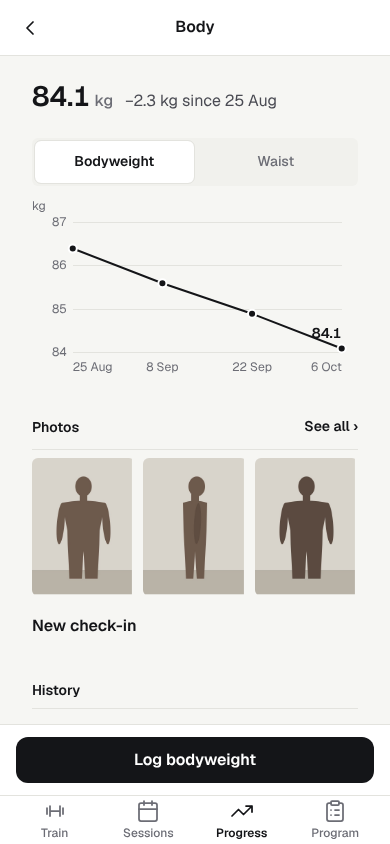 Body
84.1 kg −2.3 kg since 25 Aug
Bodyweight Waist
kg
87
86
85
84.1
84
25 Aug 8 Sep 22 Sep 6 Oct
Photos See all ›
New check-in
History
Log bodyweight
Train Sessions Progress Program